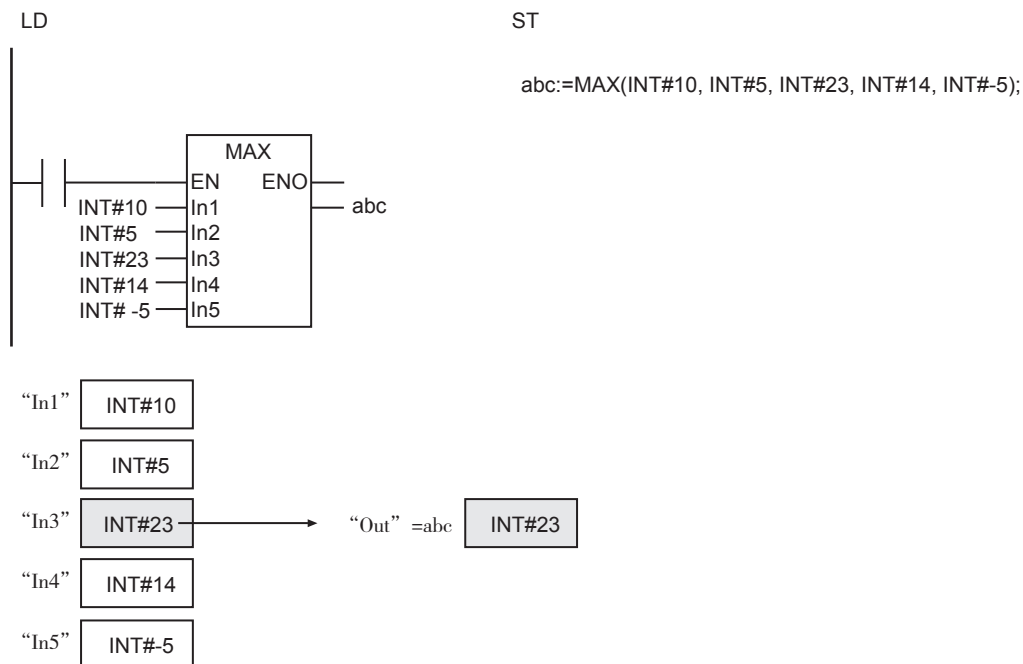 LD
ST
abc:=MAX(INT#10, INT#5, INT#23, INT#14, INT#-5);
MAX
EN ENO
INT#10 In1 abc
INT#5 In2
INT#23 In3
INT#14 In4
INT# -5 In5
“In1” INT#10
“In2” INT#5
“In3” INT#23 “Out” =abc INT#23
“In4” INT#14
“In5” INT#-5